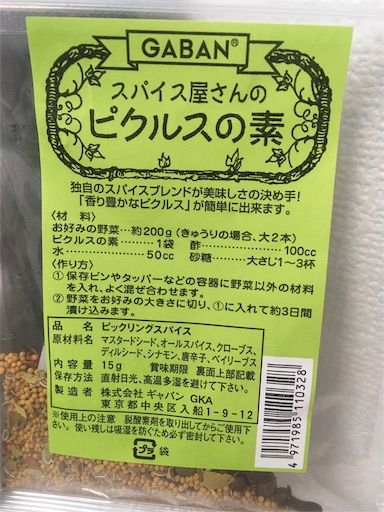 GABAN®
スパイス屋さんの
ピクルスの素
独自のスパイスブレンドが美味しさの決め手!
「香り豊かなピクルス」が簡単に出来ます。
〈材 料〉
お好みの野菜…約200g(きゅうりの場合、大2本)
ピクルスの素………1袋 酢……………100cc
水……………50cc 砂糖……大さじ1~3杯
〈作り方〉
①保存ビンやタッパーなどの容器に野菜以外の材料
を入れ、よく混ぜ合わせます。
②野菜をお好みの大きさに切り、①に入れて約3日間
漬け込みます。
品名 ピックリングスパイス
原材料名 マスタードシード、オールスパイス、クローブス、
ディルシード、シナモン、唐辛子、ベイリーブス
内容量 15g 賞味期限 裏面上部記載
保存方法 直射日光、高温多湿を避けて下さい。
製造者 株式会社 ギャバン GKA
東京都中央区入船1-9-12
※使用上の注意 脱酸素剤を取り出してからご使用下さ
い。使い残しは吸湿を防ぐため必ず密封して下さい。
プラ 袋
4 971985 110328